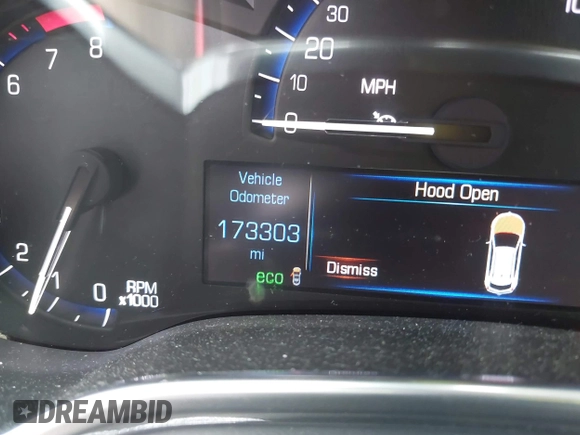 30
20
10
0
MPH
10
8
7
6
2
1
0
RPM
x1000
Vehicle
Odometer
173303
mi
eco
Hood Open
Dismiss
DREAMBID